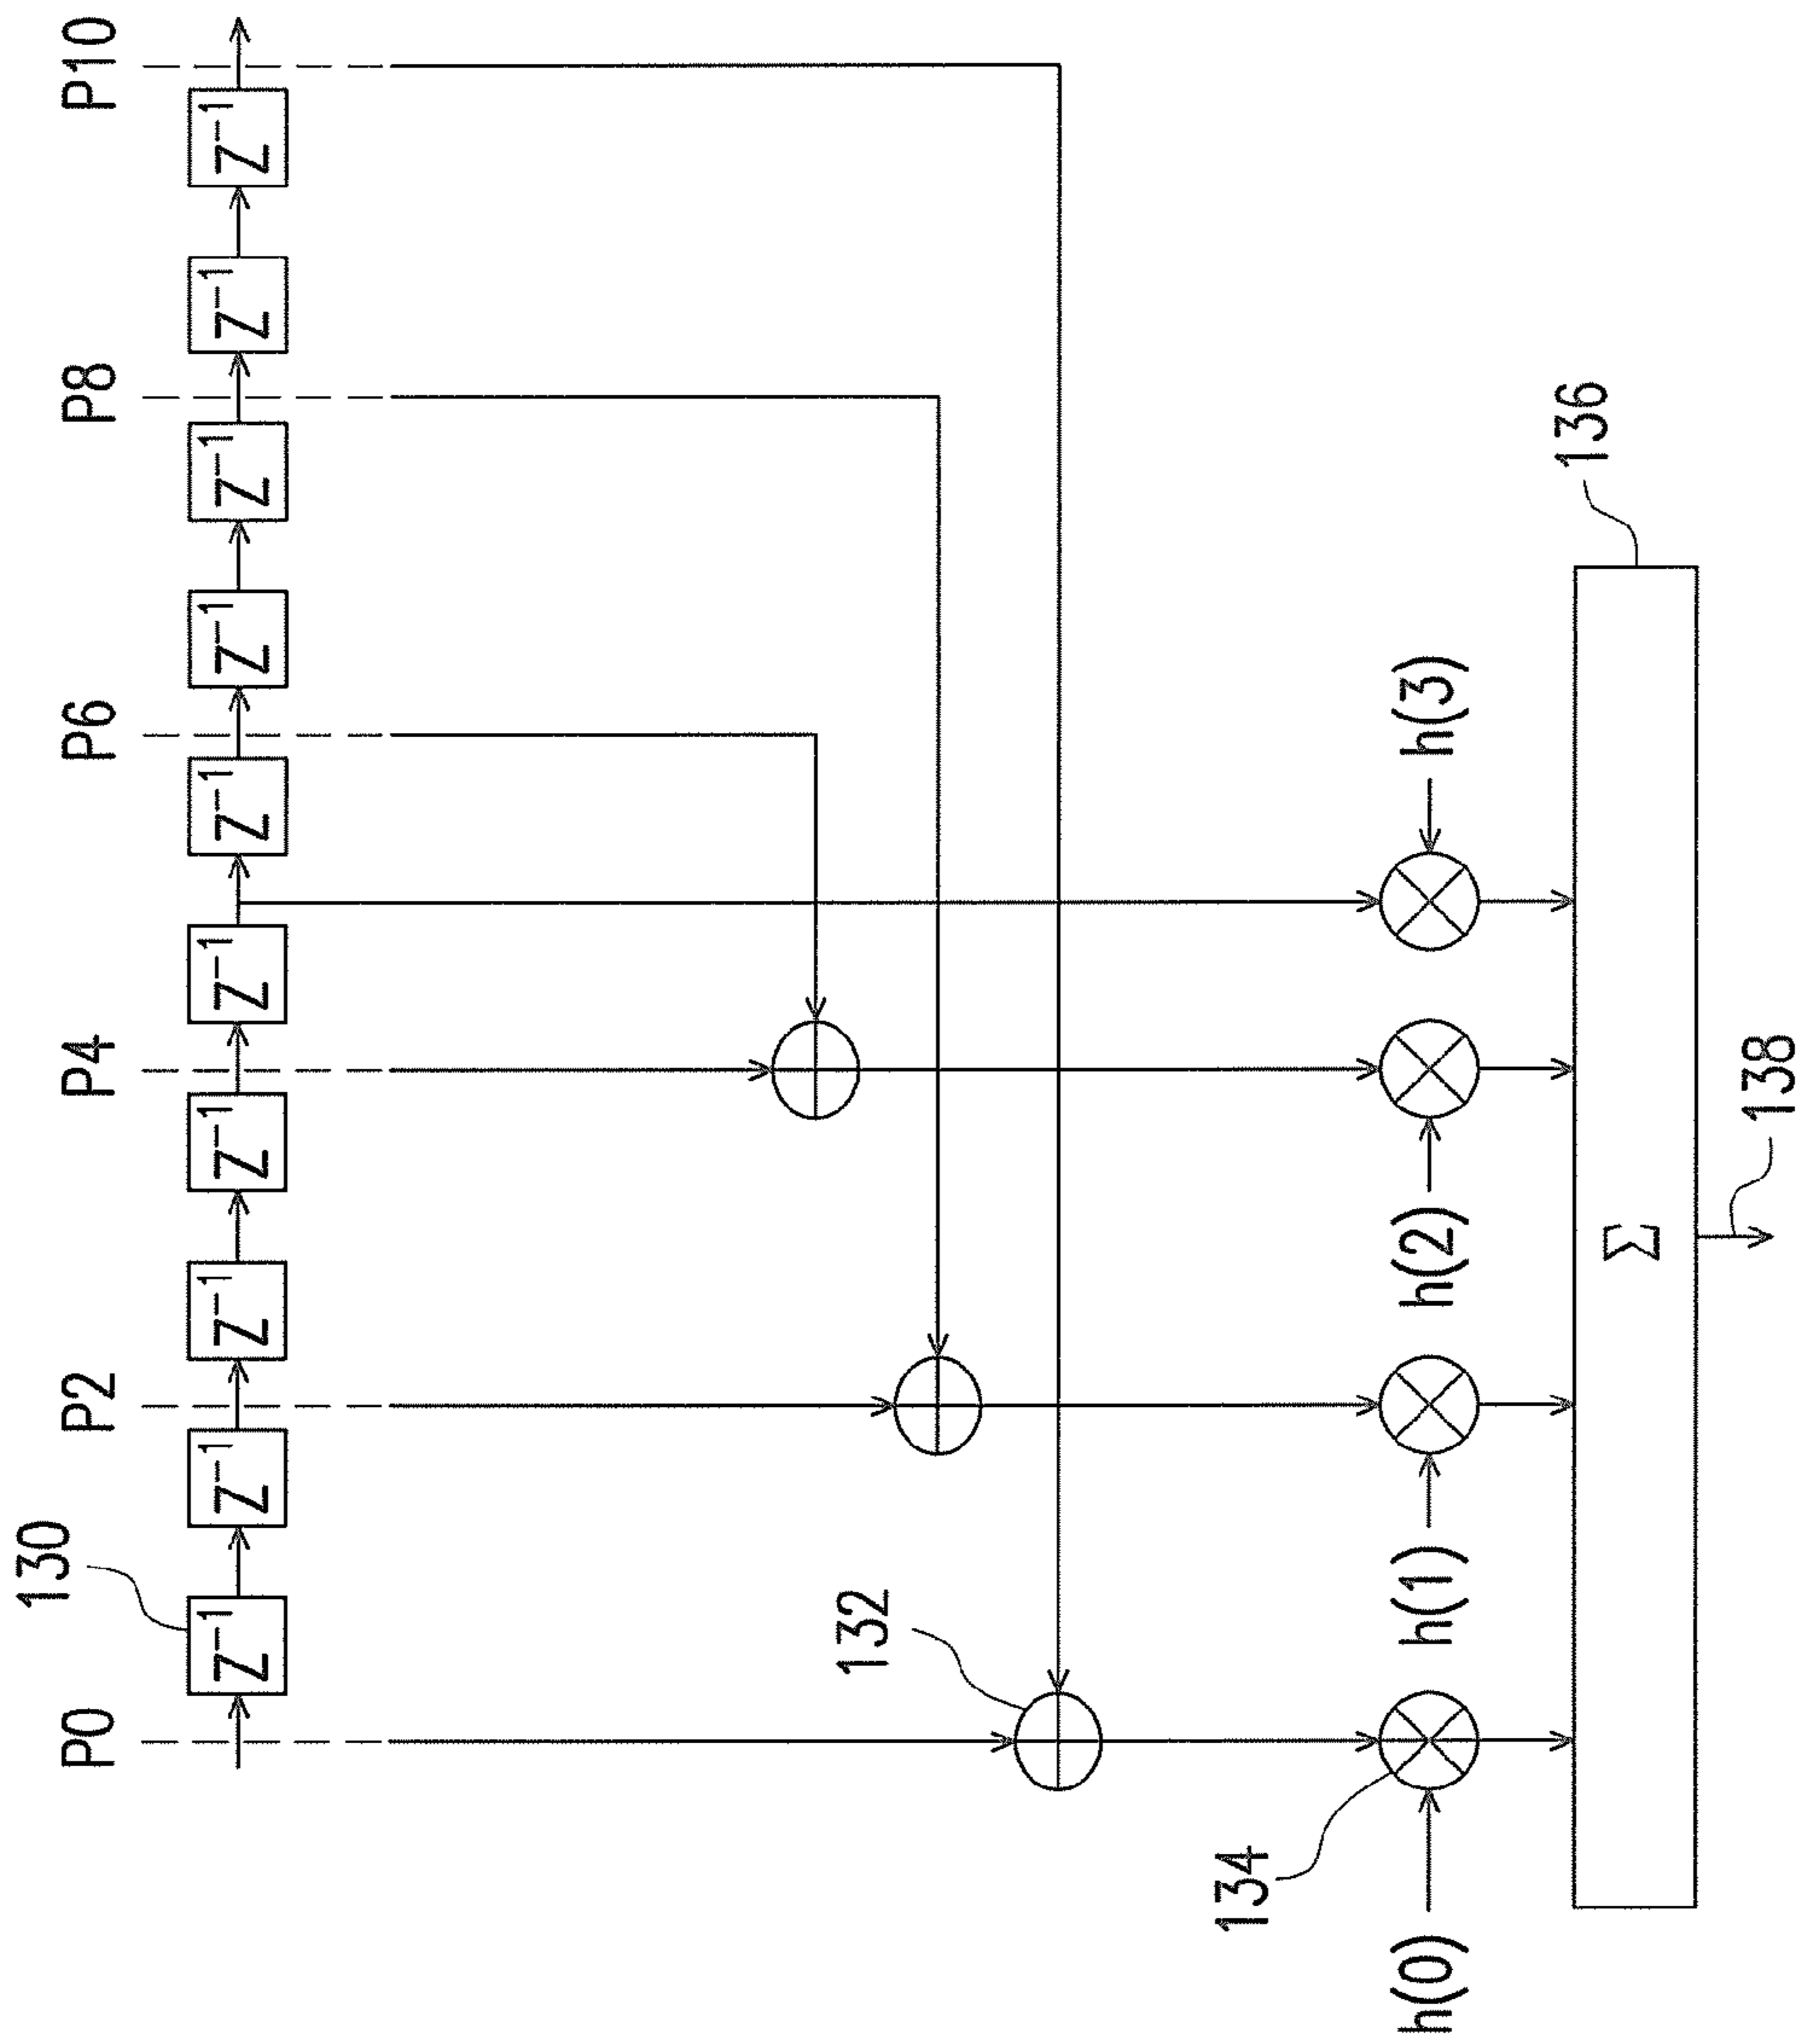 130
P0 P2 P4 P6 P8 P10
Z⁻¹ Z⁻¹ Z⁻¹ Z⁻¹ Z⁻¹ Z⁻¹ Z⁻¹ Z⁻¹ Z⁻¹ Z⁻¹
132
134
h(0) h(1) h(2) h(3)
136
Σ
138